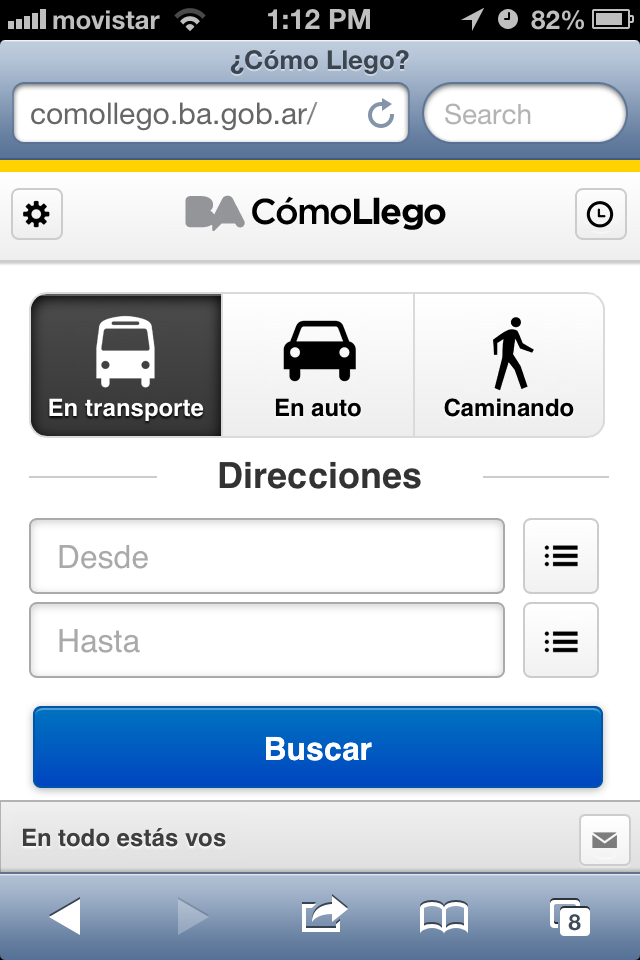 movistar 1:12 PM 82%
¿Cómo Llego?
comollego.ba.gob.ar/ Search
BA CómoLlego
En transporte En auto Caminando
Direcciones
Desde
Hasta
Buscar
En todo estás vos
8